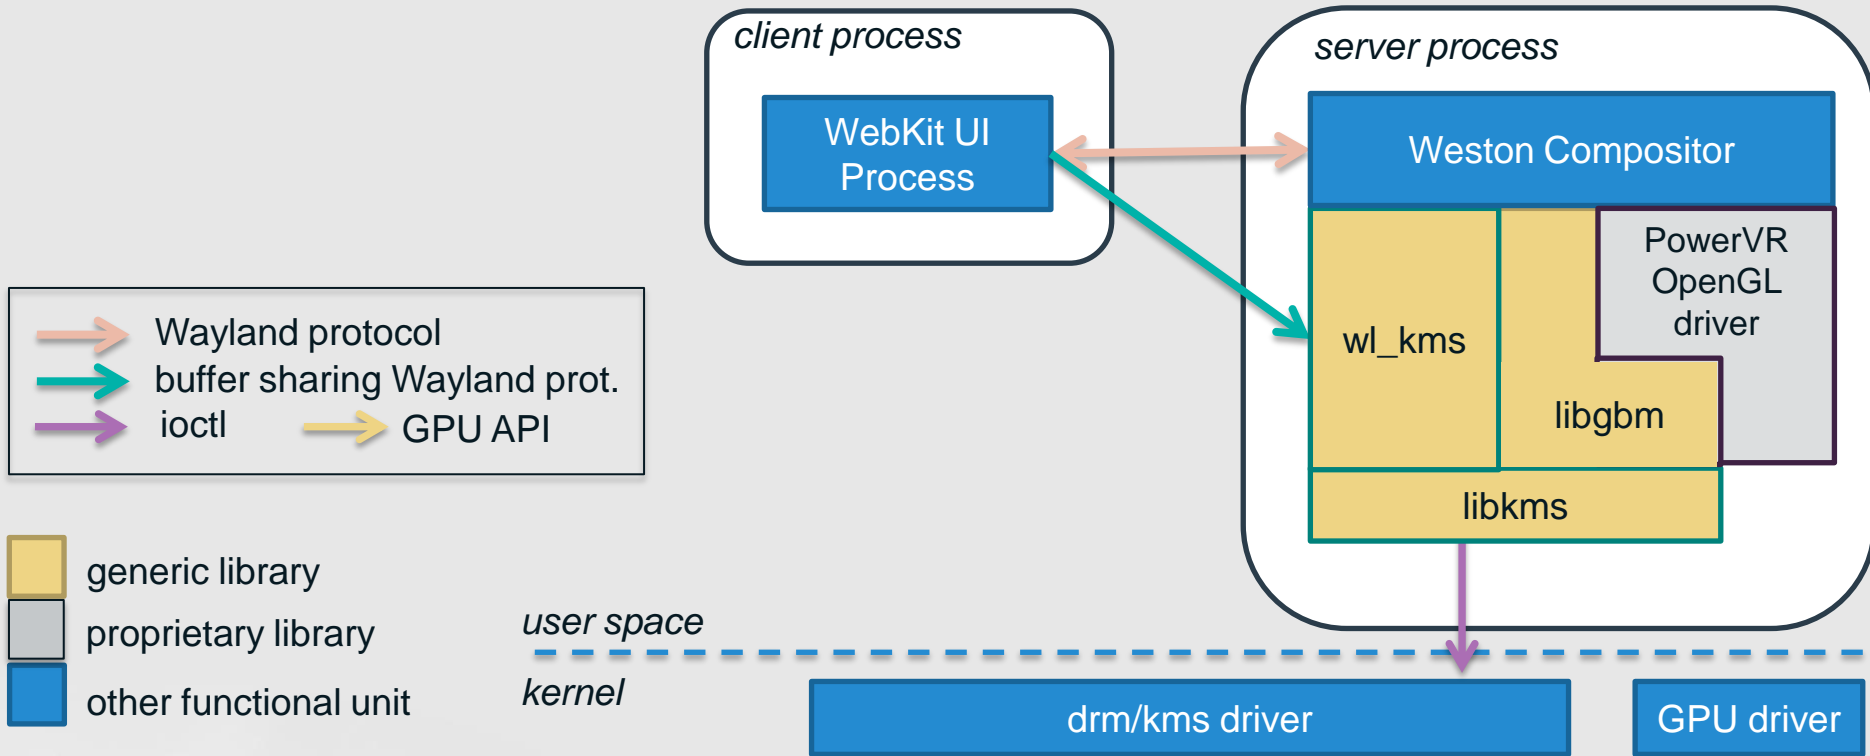 client process
server process
WebKit UI
Process
Weston Compositor
PowerVR
OpenGL
driver
wl_kms
libgbm
libkms
Wayland protocol
buffer sharing Wayland prot.
ioctl
GPU API
generic library
proprietary library
other functional unit
user space
kernel
drm/kms driver
GPU driver